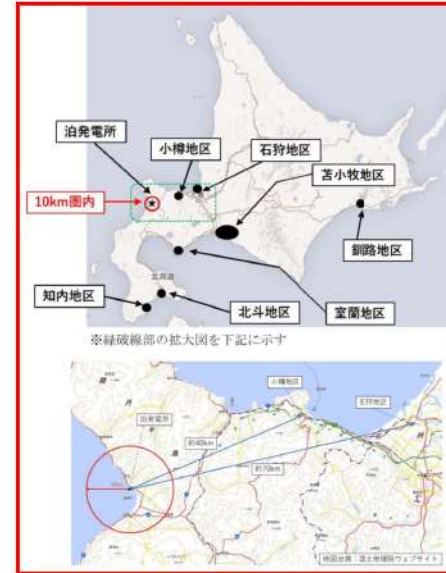 泊発電所
小樽地区
石狩地区
苫小牧地区
10km圏内
釧路地区
北海道
知内地区
北斗地区
室蘭地区
※緑破線部の拡大図を下記に示す
小樽地区
石狩地区
泊発電所
約40km
約70km
10km
地図出典：国土地理院ウェブサイト